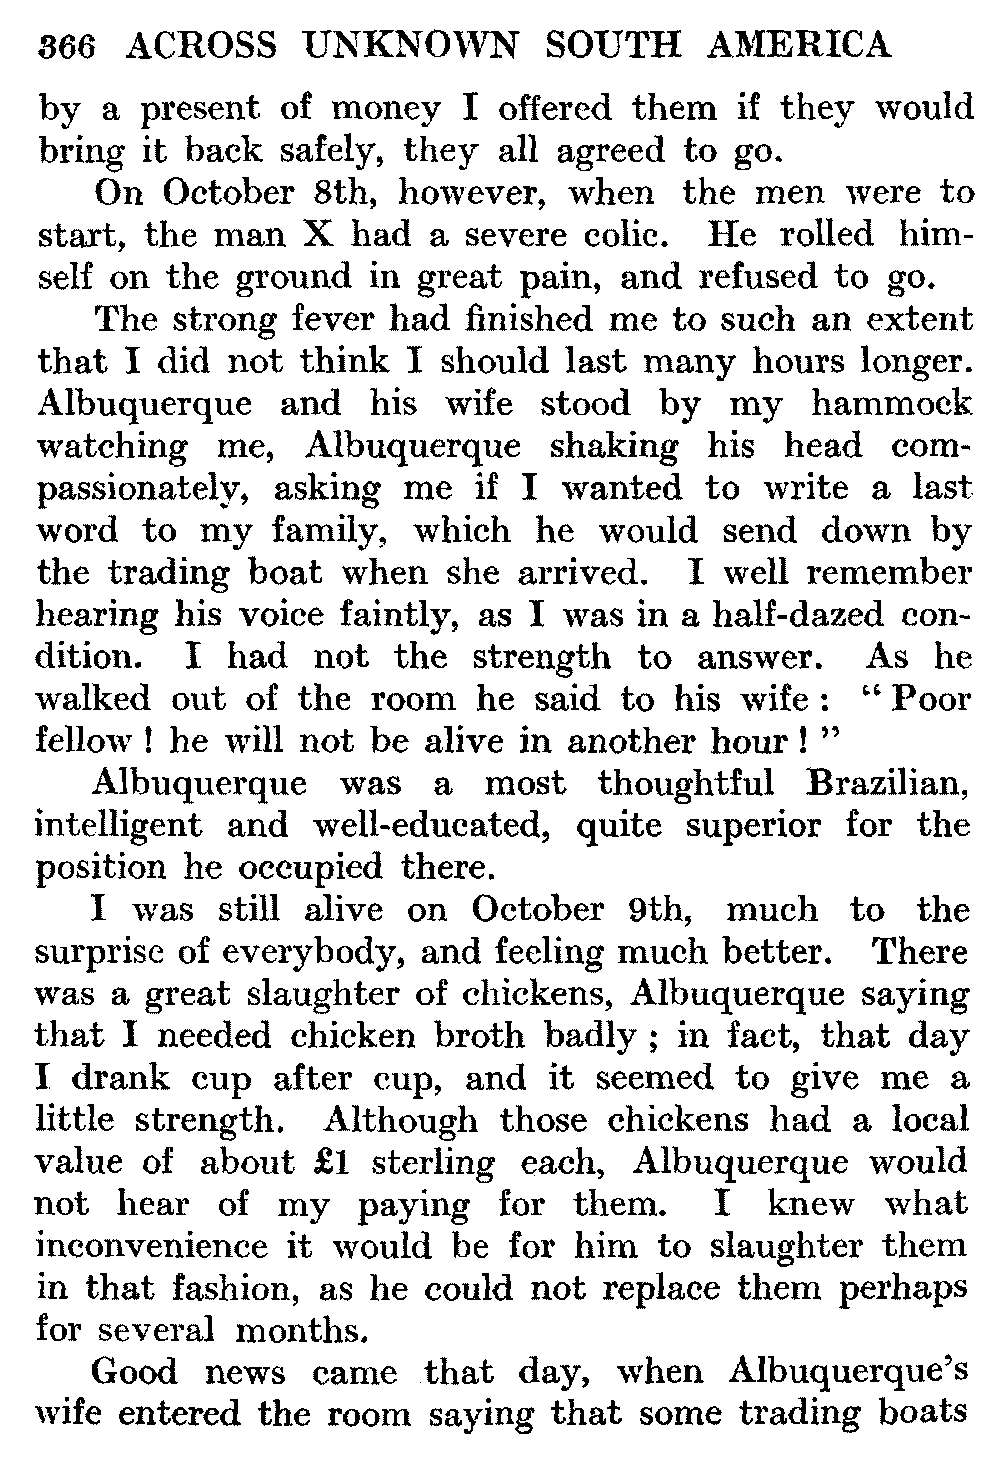 366 ACROSS UNKNOWN SOUTH AMERICA
by a present of money I offered them if they would
bring it back safely, they all agreed to go.
On October 8th, however, when the men were to
start, the man X had a severe colic. He rolled him-
self on the ground in great pain, and refused to go.
The strong fever had finished me to such an extent
that I did not think I should last many hours longer.
Albuquerque and his wife stood by my hammock
watching me, Albuquerque shaking his head com-
passionately, asking me if I wanted to write a last
word to my family, which he would send down by
the trading boat when she arrived. I well remember
hearing his voice faintly, as I was in a half-dazed con-
dition. I had not the strength to answer. As he
walked out of the room he said to his wife : “ Poor
fellow ! he will not be alive in another hour ! ”
Albuquerque was a most thoughtful Brazilian,
intelligent and well-educated, quite superior for the
position he occupied there.
I was still alive on October 9th, much to the
surprise of everybody, and feeling much better. There
was a great slaughter of chickens, Albuquerque saying
that I needed chicken broth badly ; in fact, that day
I drank cup after cup, and it seemed to give me a
little strength. Although those chickens had a local
value of about £1 sterling each, Albuquerque would
not hear of my paying for them. I knew what
inconvenience it would be for him to slaughter them
in that fashion, as he could not replace them perhaps
for several months.
Good news came that day, when Albuquerque’s
wife entered the room saying that some trading boats